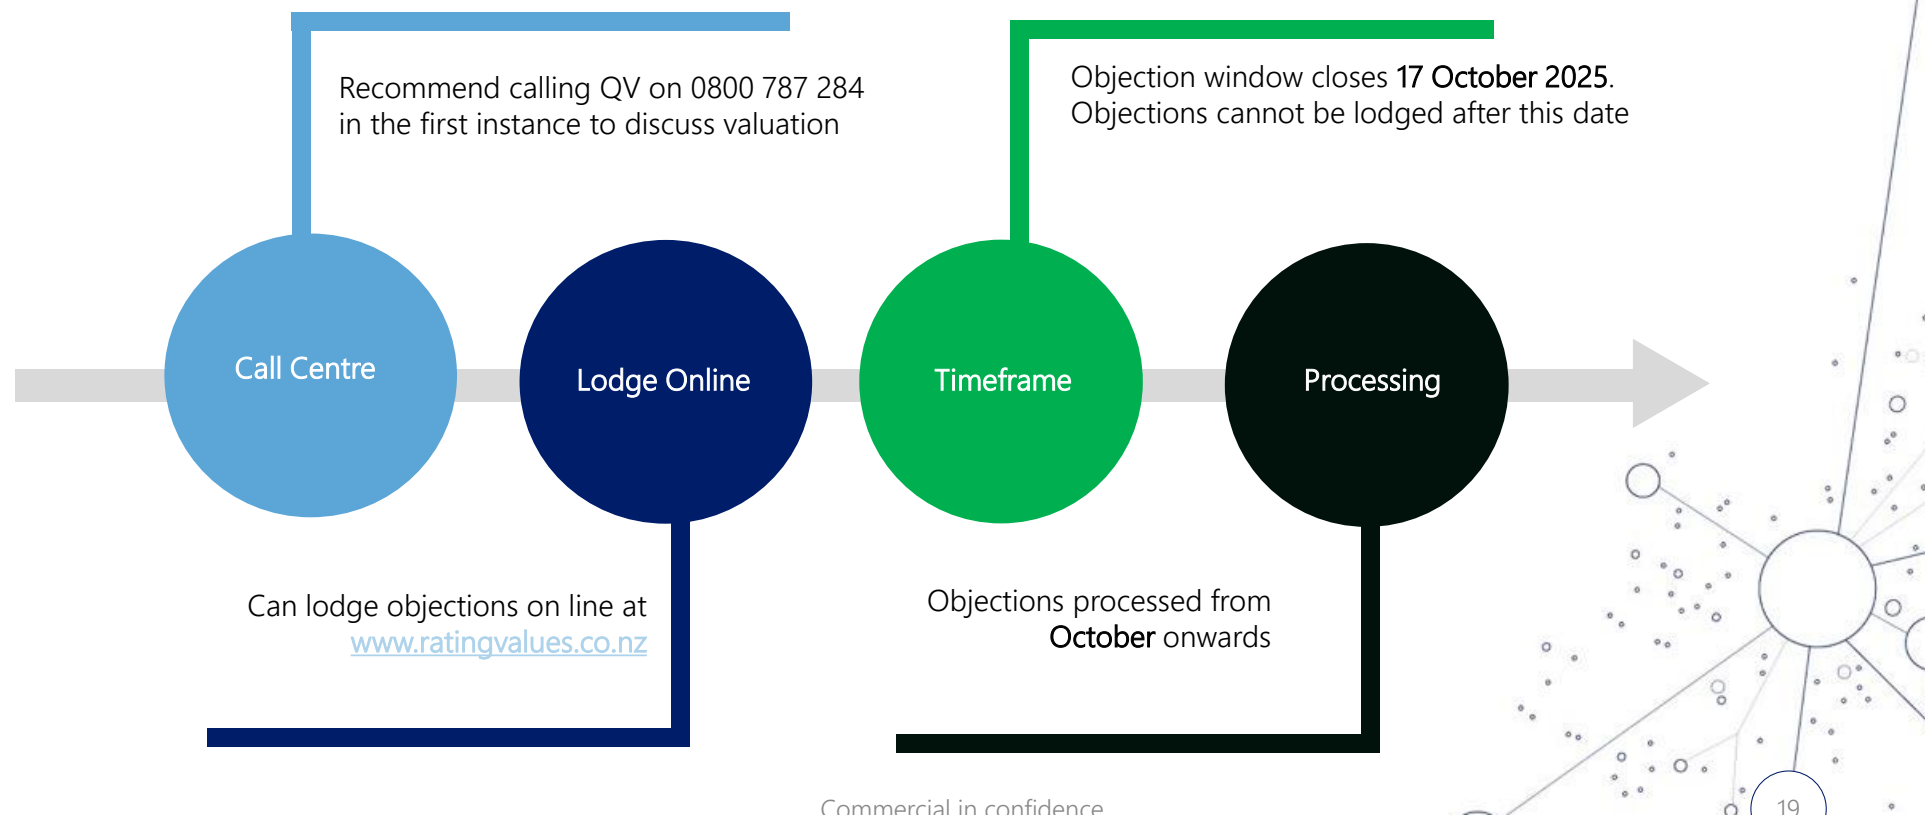 Recommend calling QV on 0800 787 284
in the first instance to discuss valuation
Objection window closes 17 October 2025.
Objections cannot be lodged after this date
Call Centre
Lodge Online
Timeframe
Processing
Can lodge objections on line at
www.ratingvalues.co.nz
Objections processed from
October onwards
Commercial in confidence
19